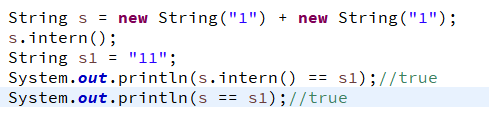 String s = new String("1") + new String("1");
s.intern();
String s1 = "11";
System.out.println(s.intern() == s1);//true
System.out.println(s == s1);//true